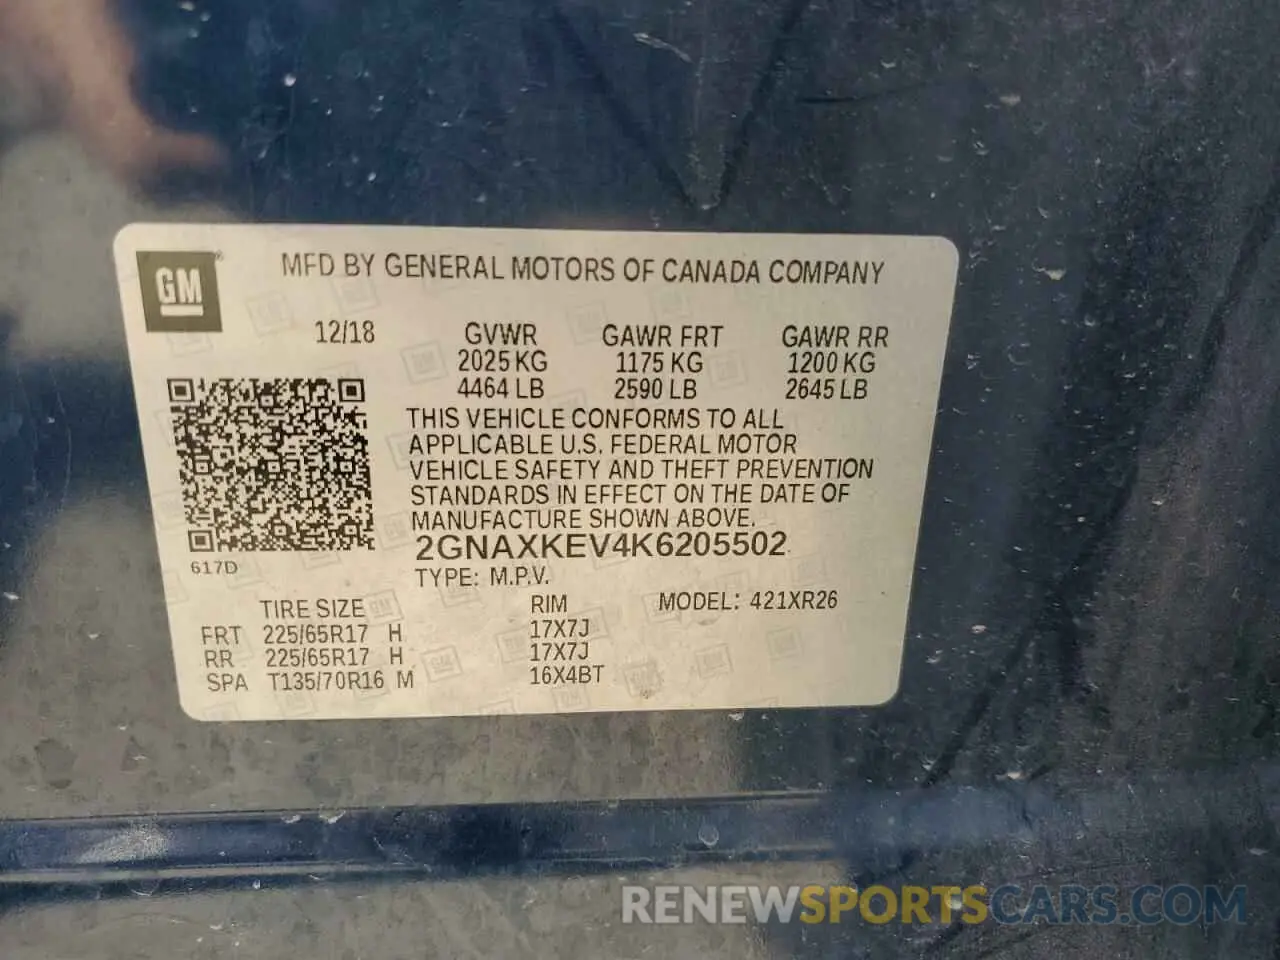 GM
MFD BY GENERAL MOTORS OF CANADA COMPANY
12/18 GVWR GAWR FRT GAWR RR
2025 KG 1175 KG 1200 KG
4464 LB 2590 LB 2645 LB
THIS VEHICLE CONFORMS TO ALL
APPLICABLE U.S. FEDERAL MOTOR
VEHICLE SAFETY AND THEFT PREVENTION
STANDARDS IN EFFECT ON THE DATE OF
MANUFACTURE SHOWN ABOVE.
2GNAXKEV4K6205502
617D
TYPE: M.P.V.
TIRE SIZE RIM MODEL: 421XR26
FRT 225/65R17 H 17X7J
RR 225/65R17 H 17X7J
SPA T135/70R16 M 16X4BT
RENEWSPORTSCARS.COM